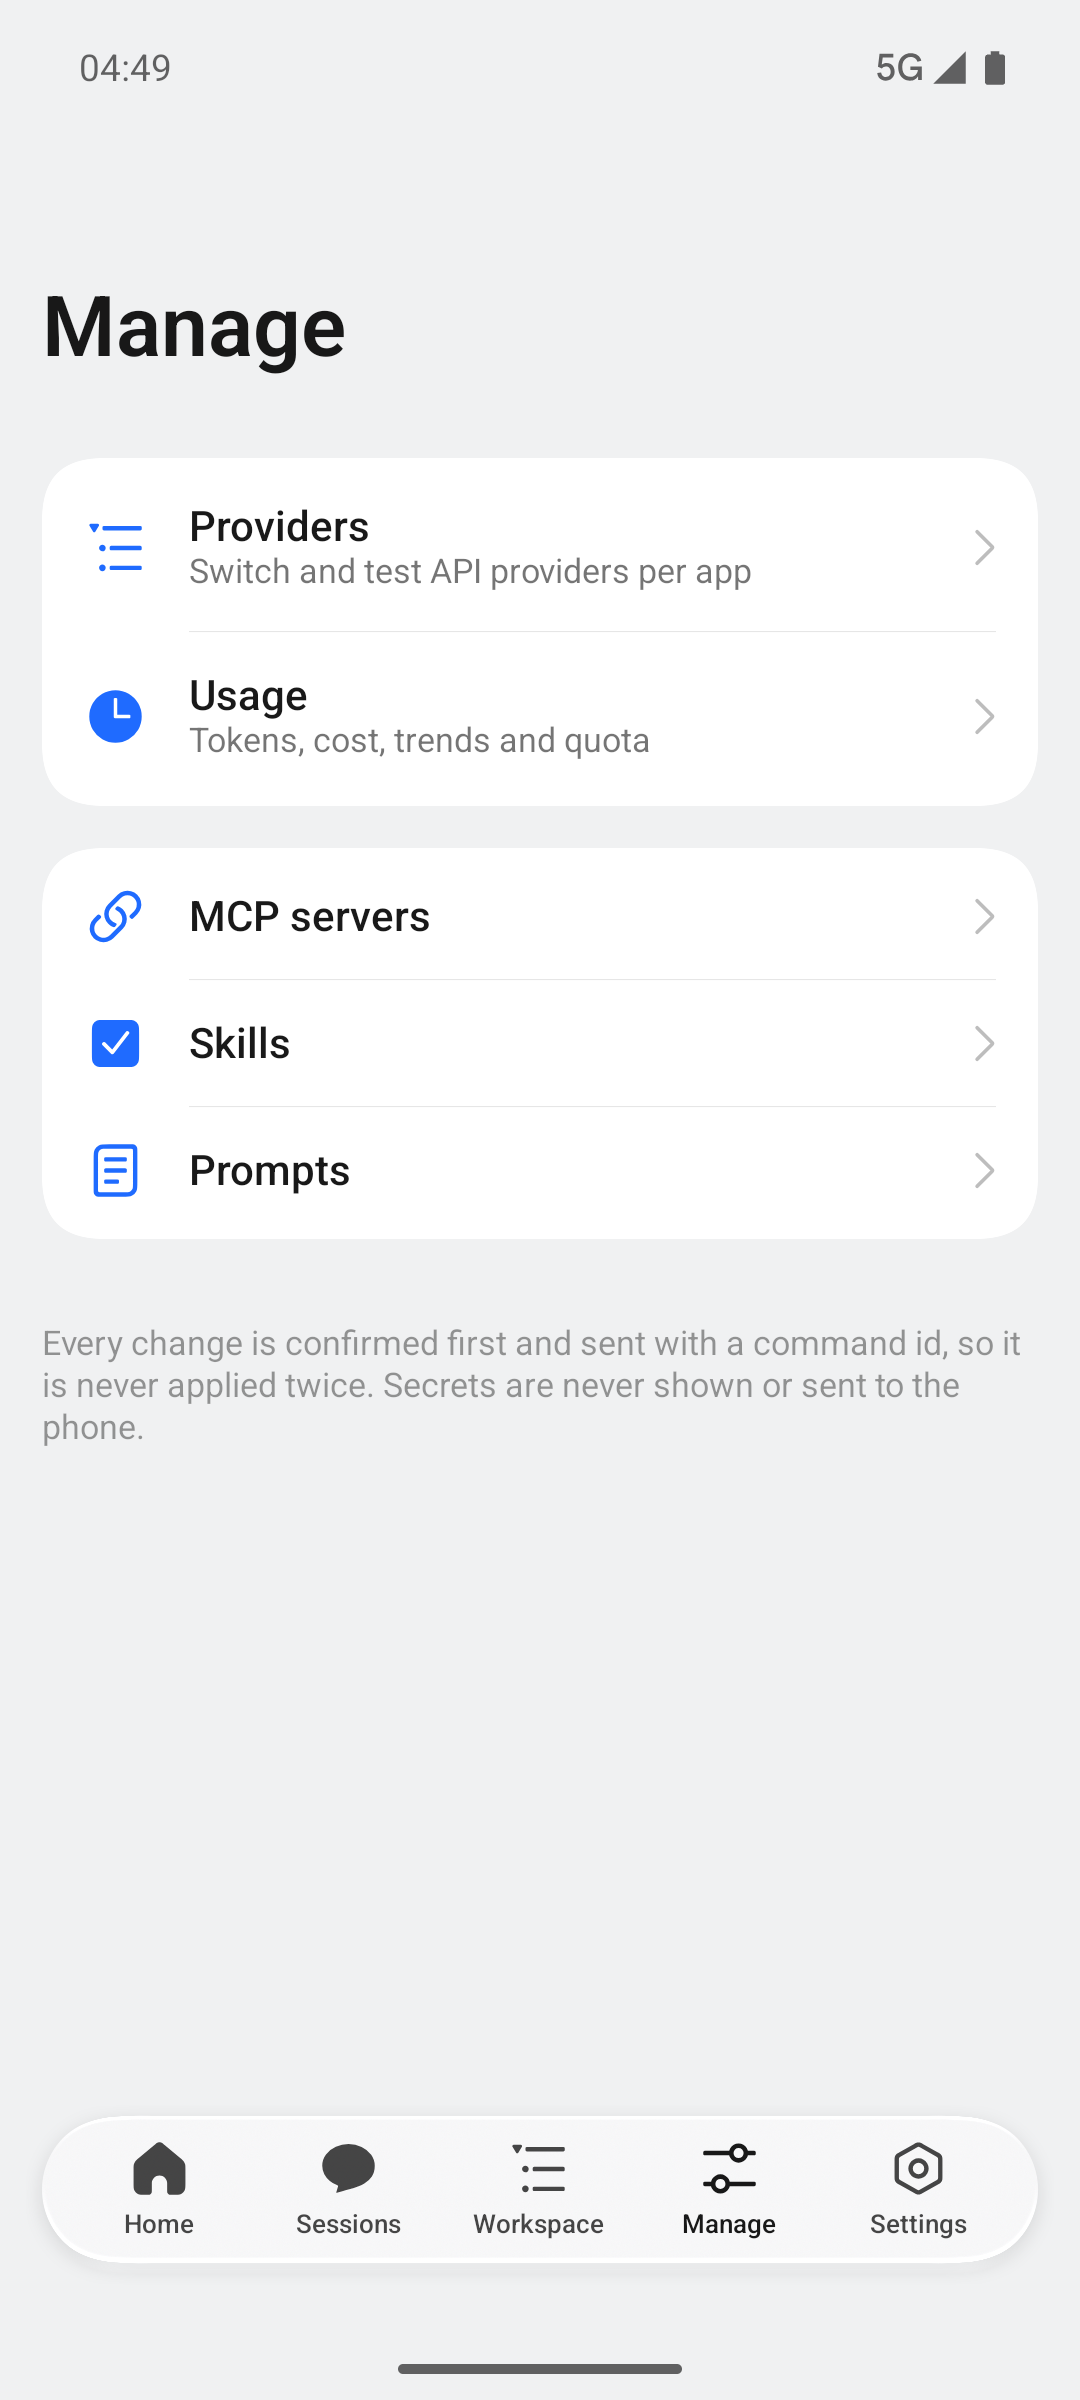 04:49
5G
Manage
Providers
Switch and test API providers per app
Usage
Tokens, cost, trends and quota
MCP servers
Skills
Prompts
Every change is confirmed first and sent with a command id, so it
is never applied twice. Secrets are never shown or sent to the
phone.
Home
Sessions
Workspace
Manage
Settings